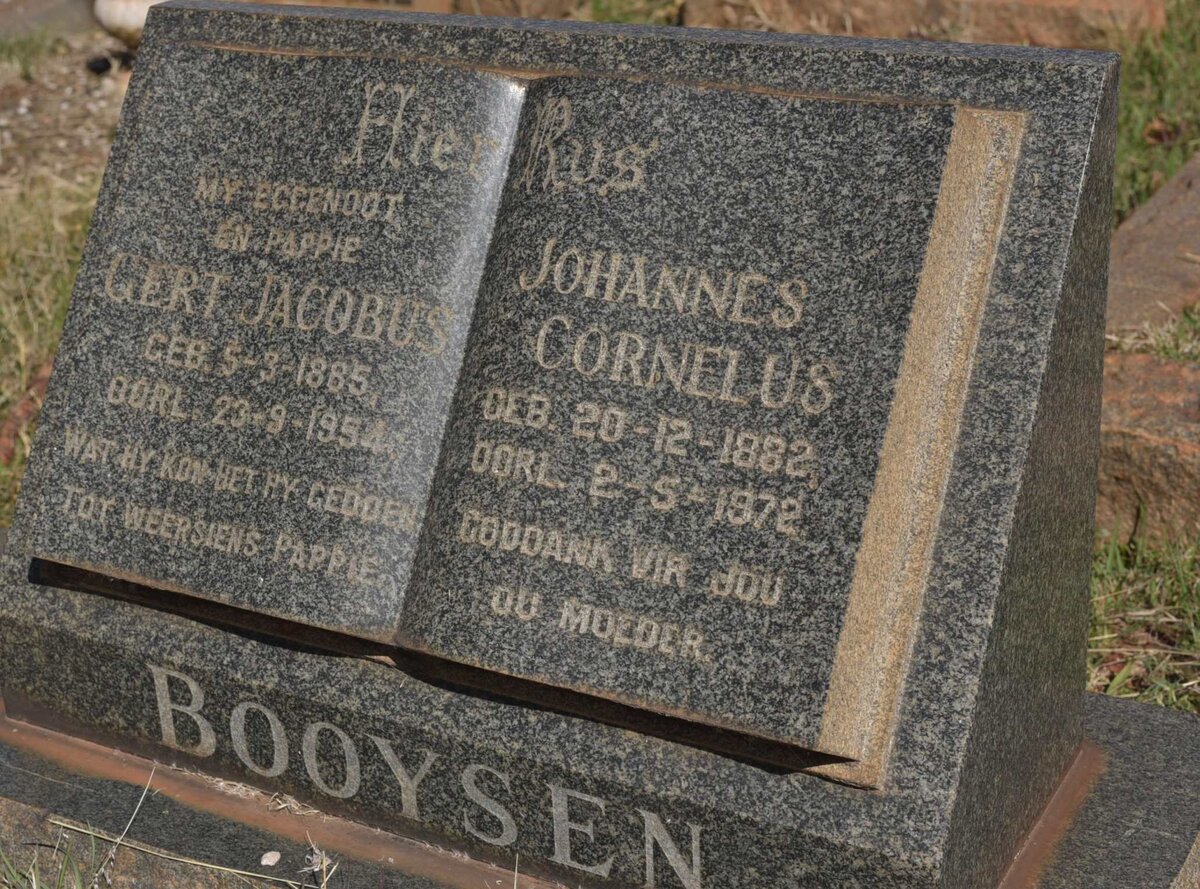 Hier Rus
MY EGGENOOT
EN PAPPIE
GERT JACOBUS
GEB. 5-3-1885,
OORL. 23-9-1954.
WAT HY KON HET HY GEDOEN
TOT WEERSIENS PAPPIE.
JOHANNES
CORNELUS
GEB. 20-12-1882,
OORL. 2-5-1972,
GODDANK VIR JOU
OU MOEDER.
BOOYSEN